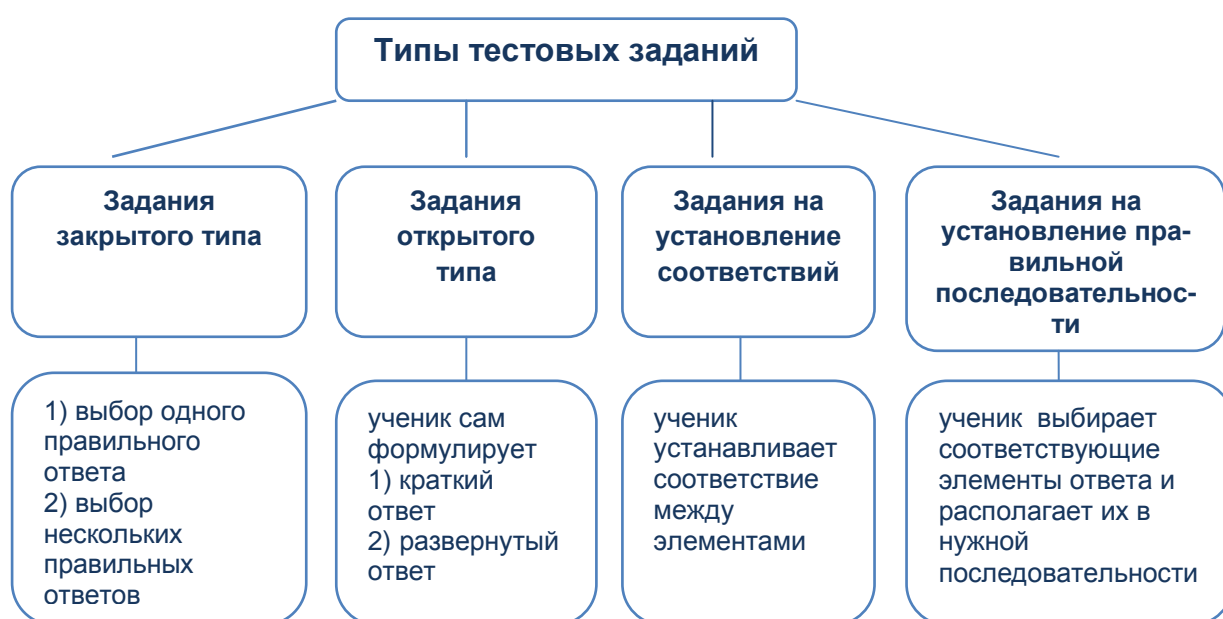 Типы тестовых заданий
Задания
закрытого типа
Задания
открытого
типа
Задания на
установление
соответствий
Задания на
установление пра-
вильной
последовательнос-
ти
1) выбор одного
правильного
ответа
2) выбор
нескольких
правильных
ответов
ученик сам
формулирует
1) краткий
ответ
2) развернутый
ответ
ученик
устанавливает
соответствие
между
элементами
ученик выбирает
соответствующие
элементы ответа и
располагает их в
нужной
последовательности